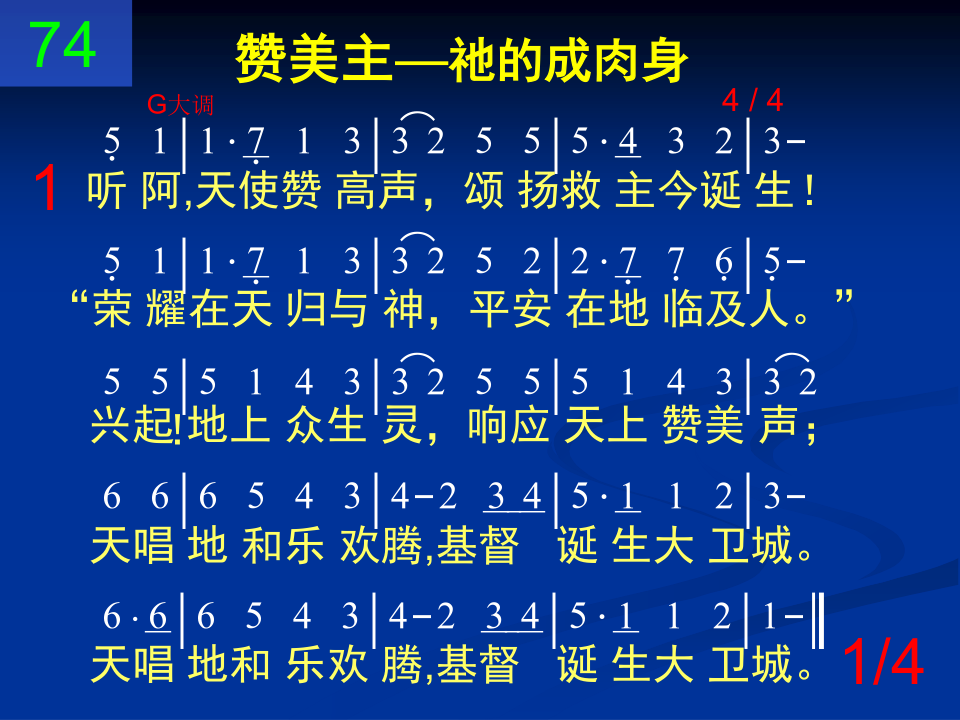 74
赞美主—祂的成肉身
G大调 4 / 4
5̣ 1│1 · 7̣ 1 3│3 2 5 5│5 · 4 3 2│3–
1
听 阿,天使赞 高声，颂 扬救 主今诞 生！
5̣ 1│1 · 7̣ 1 3│3 2 5 2│2 · 7̣ 7̣ 6̣│5̣–
“荣 耀在天 归与 神，平安 在地 临及人。”
5 5│5 1 4 3│3 2 5 5│5 1 4 3│3 2
兴起!地上 众生 灵，响应 天上 赞美 声；
6 6│6 5 4 3│4–2 3 4│5 · 1 1 2│3–
天唱 地 和乐 欢腾,基督 诞 生大 卫城。
6 · 6│6 5 4 3│4–2 3 4│5 · 1 1 2│1–‖
天唱 地和 乐欢 腾,基督 诞 生大 卫城。
1/4